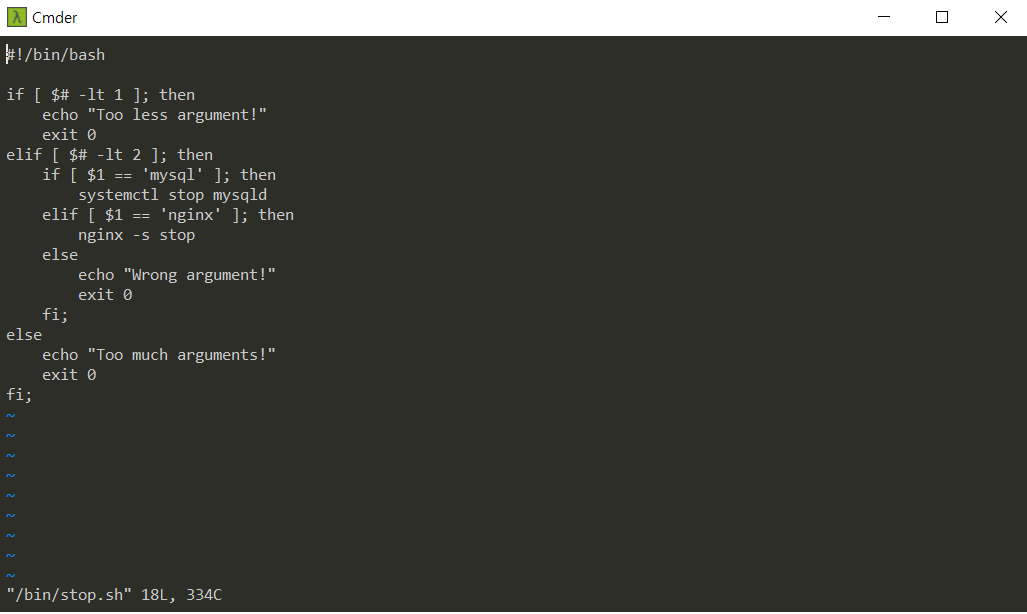 Cmder
#!/bin/bash

if [ $# -lt 1 ]; then
    echo "Too less argument!"
    exit 0
elif [ $# -lt 2 ]; then
    if [ $1 == 'mysql' ]; then
        systemctl stop mysqld
    elif [ $1 == 'nginx' ]; then
        nginx -s stop
    else
        echo "Wrong argument!"
        exit 0
    fi;
else
    echo "Too much arguments!"
    exit 0
fi;
~
~
~
~
~
~
~
~
~
"/bin/stop.sh" 18L, 334C